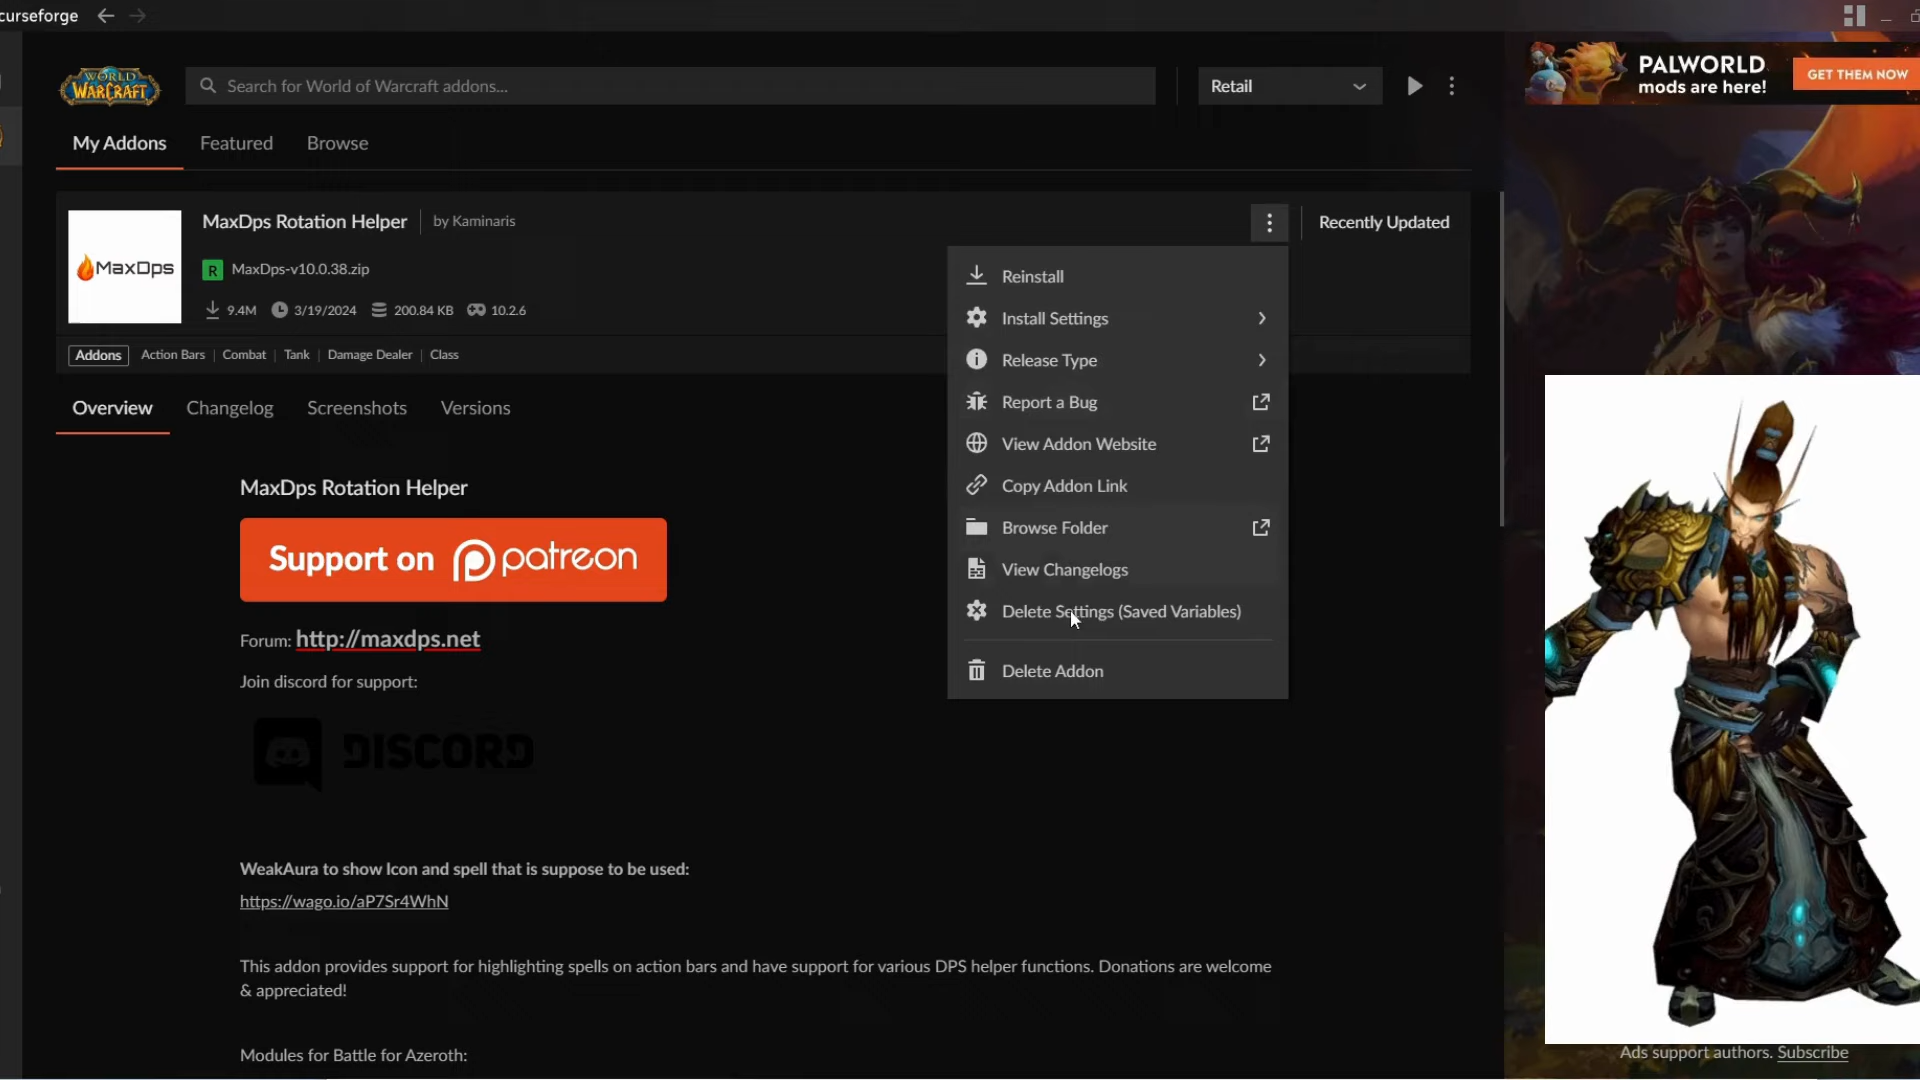 curseforge
WORLD
WARCRAFT
Search for World of Warcraft addons...
Retail
PALWORLD
mods are here!
GET THEM NOW
My Addons
Featured
Browse
MaxDps
MaxDps Rotation Helper
by Kaminaris
Recently Updated
R MaxDps-v10.0.38.zip
9.4M
3/19/2024
200.84 KB
10.2.6
Addons
Action Bars | Combat | Tank | Damage Dealer | Class
Overview
Changelog
Screenshots
Versions
Reinstall
Install Settings
Release Type
Report a Bug
View Addon Website
Copy Addon Link
Browse Folder
View Changelogs
Delete Settings (Saved Variables)
Delete Addon
MaxDps Rotation Helper
Support on patreon
Forum: http://maxdps.net
Join discord for support:
DISCORD
WeakAura to show Icon and spell that is suppose to be used:
https://wago.io/aP7Sr4WhN
This addon provides support for highlighting spells on action bars and have support for various DPS helper functions. Donations are welcome
& appreciated!
Modules for Battle for Azeroth:
Ads support authors. Subscribe